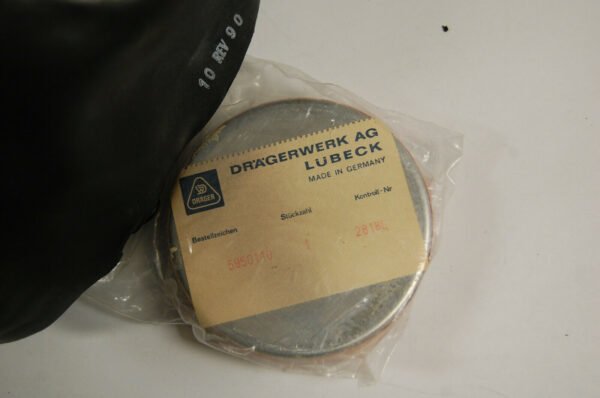 10 REV 90
DRÄGERWERK AG
LÜBECK
MADE IN GERMANY
DRÄGER
Bestellzeichen Stückzahl Kontroll-Nr
1